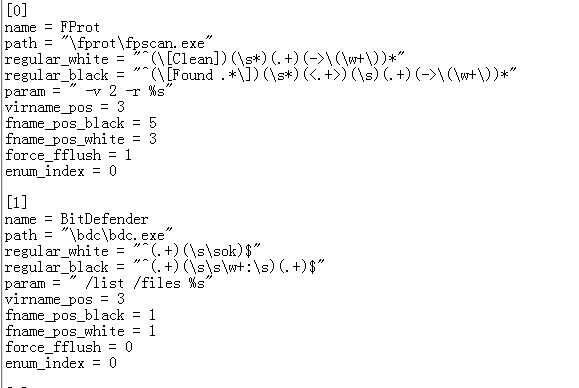 [0]
name = FProt
path = "\fprot\fpscan.exe"
regular_white = "^(\[Clean])(\s*)(.+)(->\(\w+\))*"
regular_black = "^(\[Found .*\])(\s*)(<.+>)(\s)(.+)(->\(\w+\))*"
param = " -v 2 -r %s"
virname_pos = 3
fname_pos_black = 5
fname_pos_white = 3
force_fflush = 1
enum_index = 0
[1]
name = BitDefender
path = "\bdc\bdc.exe"
regular_white = "^(.+)(\s\sok)$"
regular_black = "^(.+)(\s\s\w+:\s)(.+)$"
param = " /list /files %s"
virname_pos = 3
fname_pos_black = 1
fname_pos_white = 1
force_fflush = 0
enum_index = 0